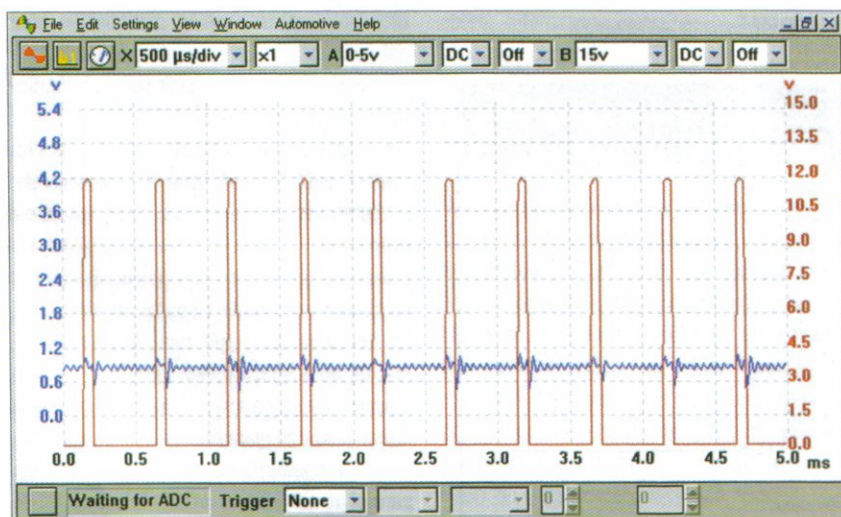 File Edit Settings View Window Automotive Help
X 500 µs/div x1 A 0-5v DC Off B 15v DC Off
v v
5.4 15.0
4.8 13.5
4.2 12.0
3.6 10.5
3.0 9.0
2.4 7.5
1.8 6.0
1.2 4.5
0.6 3.0
0.0 1.5
0.0
0.0 0.5 1.0 1.5 2.0 2.5 3.0 3.5 4.0 4.5 5.0 ms
Waiting for ADC Trigger None 0 0